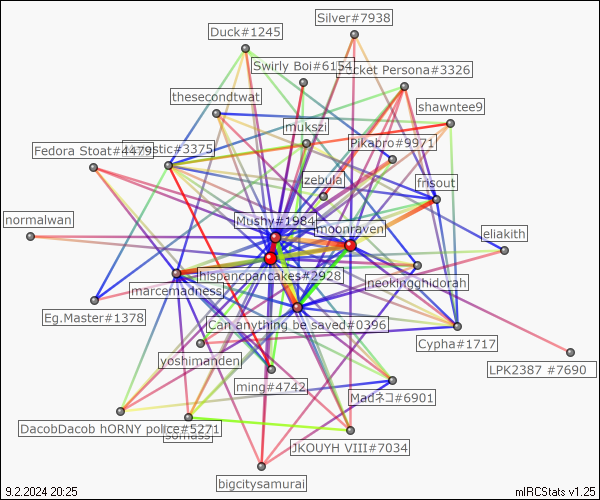 Silver#7938
Duck#1245
Swirly Boi#6154
cket Persona#3326
thesecondtwat
shawntee9
mukszi
Pikabro#9971
Fedora Stoat#4479
stic#3375
zebula
fnsout
normalwan
Mushy#1984
moonraven
eliakith
hispancpancakes#2928
neokingghidorah
marcemadness
Eg.Master#1378
Can anything be saved#0396
Cypha#1717
yoshimanden
LPK2387 #7690
ming#4742
Madネコ#6901
DacobDacob hORNY police#5271
somass
JKOUYH VIII#7034
bigcitysamurai
9.2.2024 20:25
mIRCStats v1.25